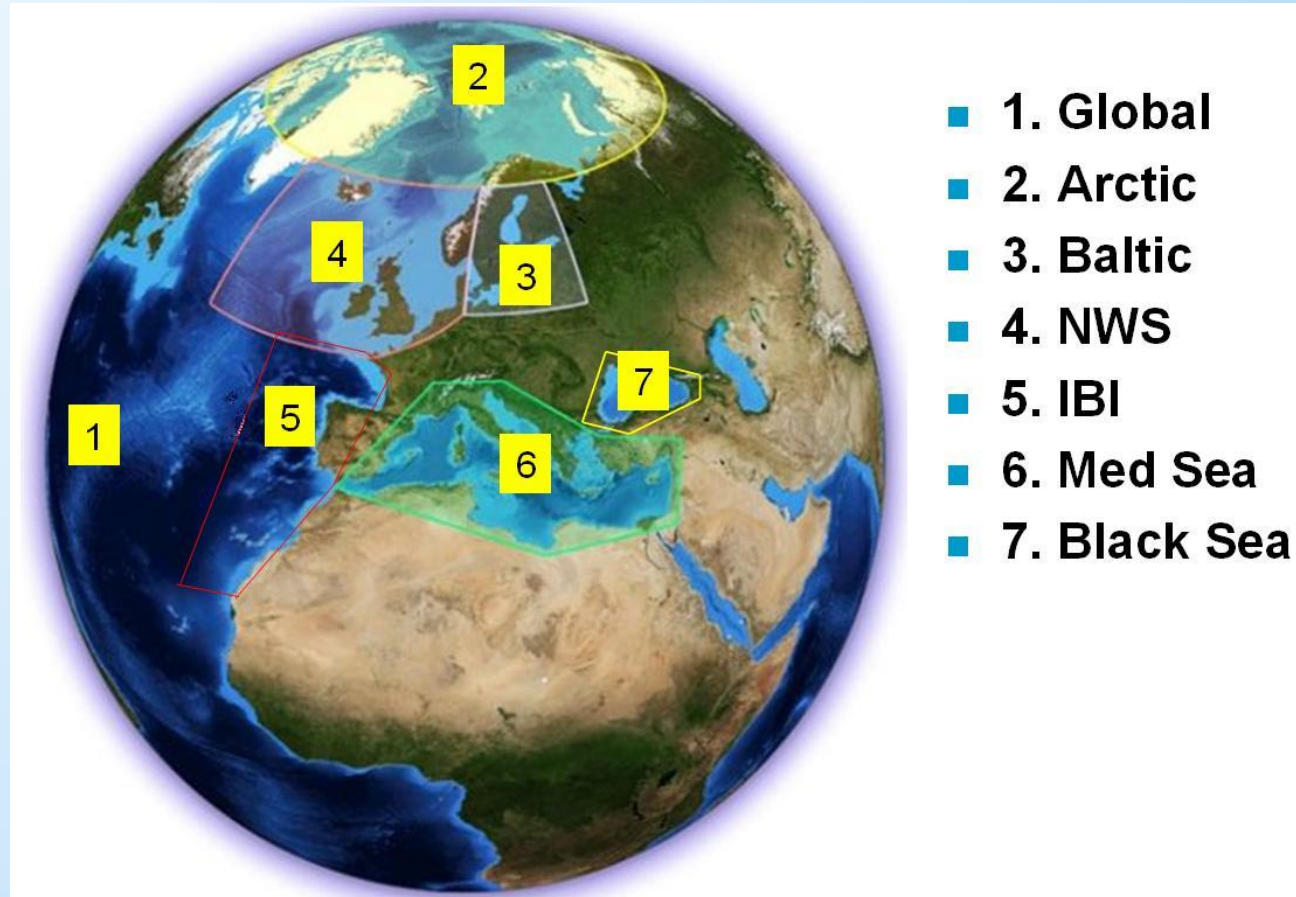 2
4
3
7
5
1
6
1. Global
2. Arctic
3. Baltic
4. NWS
5. IBI
6. Med Sea
7. Black Sea